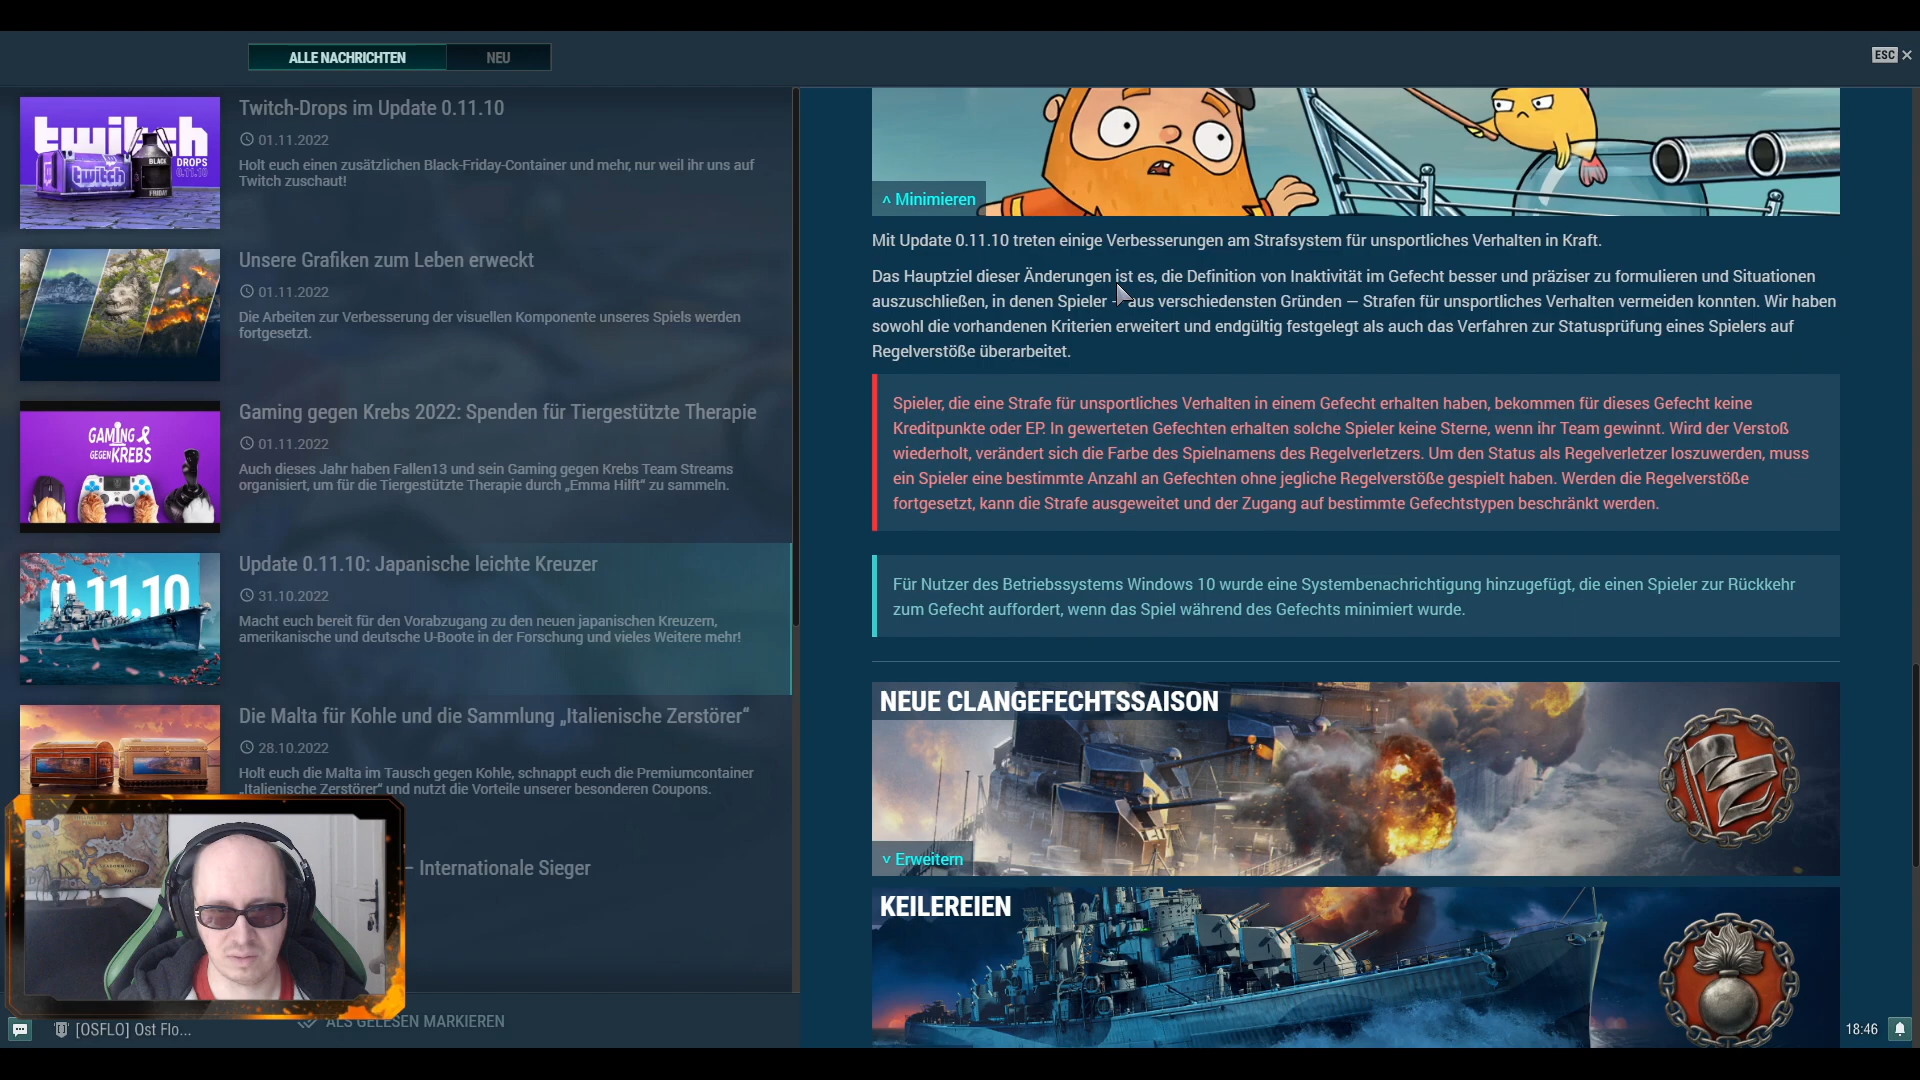 ALLE NACHRICHTEN
NEU
ESC
Twitch-Drops im Update 0.11.10
01.11.2022
Holt euch einen zusätzlichen Black-Friday-Container und mehr, nur weil ihr uns auf
Twitch zuschaut!
twitch
twitch
BLACK
FRIDAY
DROPS
0.11.10
Unsere Grafiken zum Leben erweckt
01.11.2022
Die Arbeiten zur Verbesserung der visuellen Komponente unseres Spiels werden
fortgesetzt.
Gaming gegen Krebs 2022: Spenden für Tiergestützte Therapie
01.11.2022
Auch dieses Jahr haben Fallen13 und sein Gaming gegen Krebs Team Streams
organisiert, um für die Tiergestützte Therapie durch „Emma Hilft“ zu sammeln.
GAMING
GEGEN KREBS
Update 0.11.10: Japanische leichte Kreuzer
31.10.2022
Macht euch bereit für den Vorabzugang zu den neuen japanischen Kreuzern,
amerikanische und deutsche U-Boote in der Forschung und vieles Weitere mehr!
0.11.10
Die Malta für Kohle und die Sammlung „Italienische Zerstörer“
28.10.2022
Holt euch die Malta im Tausch gegen Kohle, schnappt euch die Premiumcontainer
„Italienische Zerstörer“ und nutzt die Vorteile unserer besonderen Coupons.
– Internationale Sieger
ALS GELESEN MARKIEREN
[OSFLO] Ost Flo...
^ Minimieren
Mit Update 0.11.10 treten einige Verbesserungen am Strafsystem für unsportliches Verhalten in Kraft.
Das Hauptziel dieser Änderungen ist es, die Definition von Inaktivität im Gefecht besser und präziser zu formulieren und Situationen
auszuschließen, in denen Spieler — aus verschiedensten Gründen — Strafen für unsportliches Verhalten vermeiden konnten. Wir haben
sowohl die vorhandenen Kriterien erweitert und endgültig festgelegt als auch das Verfahren zur Statusprüfung eines Spielers auf
Regelverstöße überarbeitet.
Spieler, die eine Strafe für unsportliches Verhalten in einem Gefecht erhalten haben, bekommen für dieses Gefecht keine
Kreditpunkte oder EP. In gewerteten Gefechten erhalten solche Spieler keine Sterne, wenn ihr Team gewinnt. Wird der Verstoß
wiederholt, verändert sich die Farbe des Spielnamens des Regelverletzers. Um den Status als Regelverletzer loszuwerden, muss
ein Spieler eine bestimmte Anzahl an Gefechten ohne jegliche Regelverstöße gespielt haben. Werden die Regelverstöße
fortgesetzt, kann die Strafe ausgeweitet und der Zugang auf bestimmte Gefechtstypen beschränkt werden.
Für Nutzer des Betriebssystems Windows 10 wurde eine Systembenachrichtigung hinzugefügt, die einen Spieler zur Rückkehr
zum Gefecht auffordert, wenn das Spiel während des Gefechts minimiert wurde.
NEUE CLANGEFECHTSSAISON
v Erweitern
KEILEREIEN
18:46